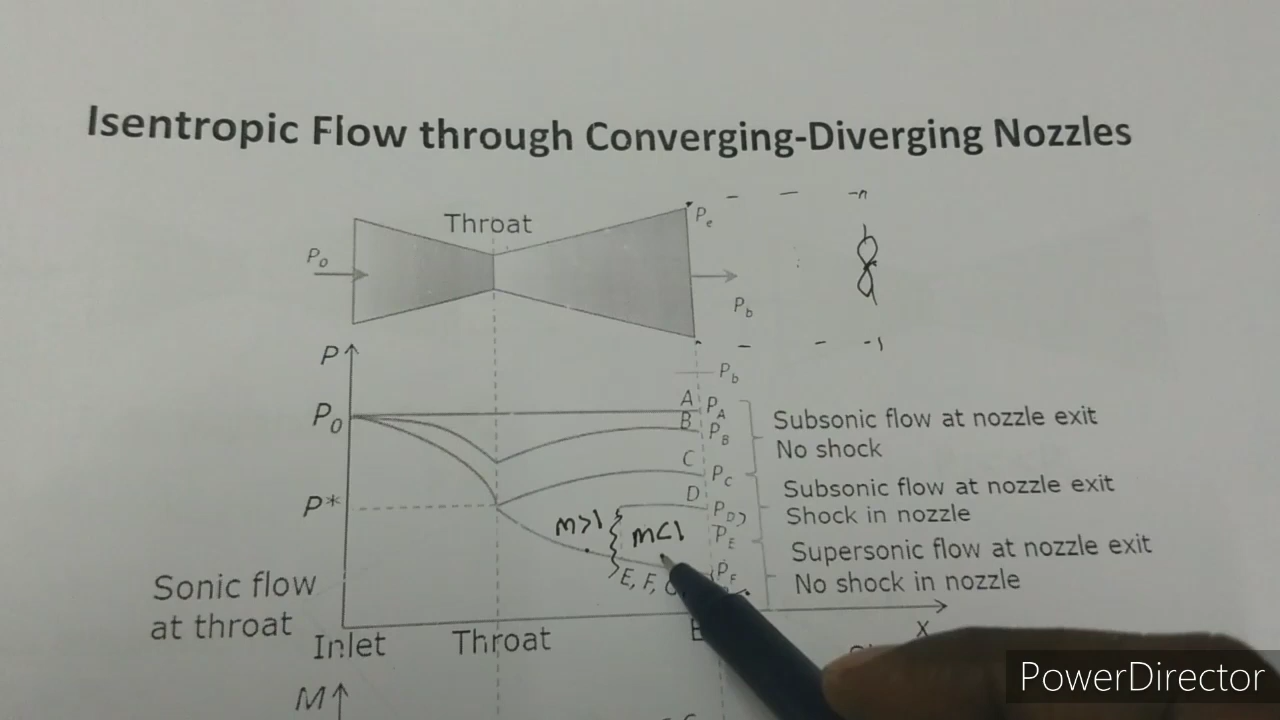 Isentropic Flow through Converging-Diverging Nozzles
Throat
Pe
Po
Pb
P
Pb
A PA
Po
B PB
Subsonic flow at nozzle exit
No shock
C PC
P*
D PD
Subsonic flow at nozzle exit
Shock in nozzle
m>1
m<1
PE
Supersonic flow at nozzle exit
No shock in nozzle
E, F,
PF
Sonic flow
at throat
Inlet
Throat
x
M
PowerDirector